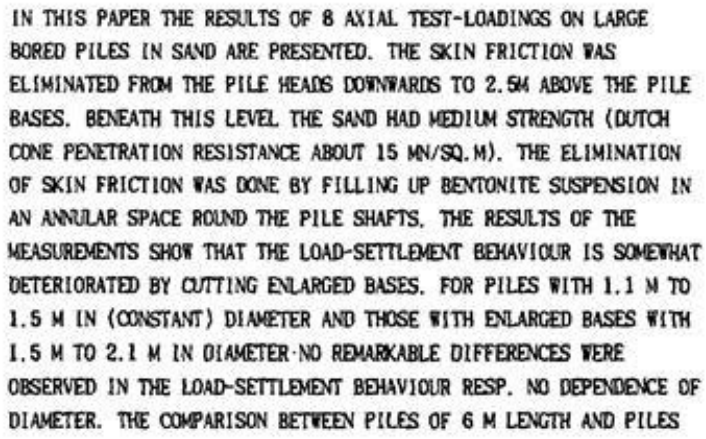 IN THIS PAPER THE RESULTS OF 8 AXIAL TEST-LOADINGS ON LARGE
BORED PILES IN SAND ARE PRESENTED. THE SKIN FRICTION WAS
ELIMINATED FROM THE PILE HEADS DOWNWARDS TO 2.5M ABOVE THE PILE
BASES. BENEATH THIS LEVEL THE SAND HAD MEDIUM STRENGTH (DUTCH
CONE PENETRATION RESISTANCE ABOUT 15 MN/SQ.M). THE ELIMINATION
OF SKIN FRICTION WAS DONE BY FILLING UP BENTONITE SUSPENSION IN
AN ANNULAR SPACE ROUND THE PILE SHAFTS. THE RESULTS OF THE
MEASUREMENTS SHOW THAT THE LOAD-SETTLEMENT BEHAVIOUR IS SOMEWHAT
DETERIORATED BY CUTTING ENLARGED BASES. FOR PILES WITH 1.1 M TO
1.5 M IN (CONSTANT) DIAMETER AND THOSE WITH ENLARGED BASES WITH
1.5 M TO 2.1 M IN DIAMETER NO REMARKABLE DIFFERENCES WERE
OBSERVED IN THE LOAD-SETTLEMENT BEHAVIOUR RESP. NO DEPENDENCE OF
DIAMETER. THE COMPARISON BETWEEN PILES OF 6 M LENGTH AND PILES